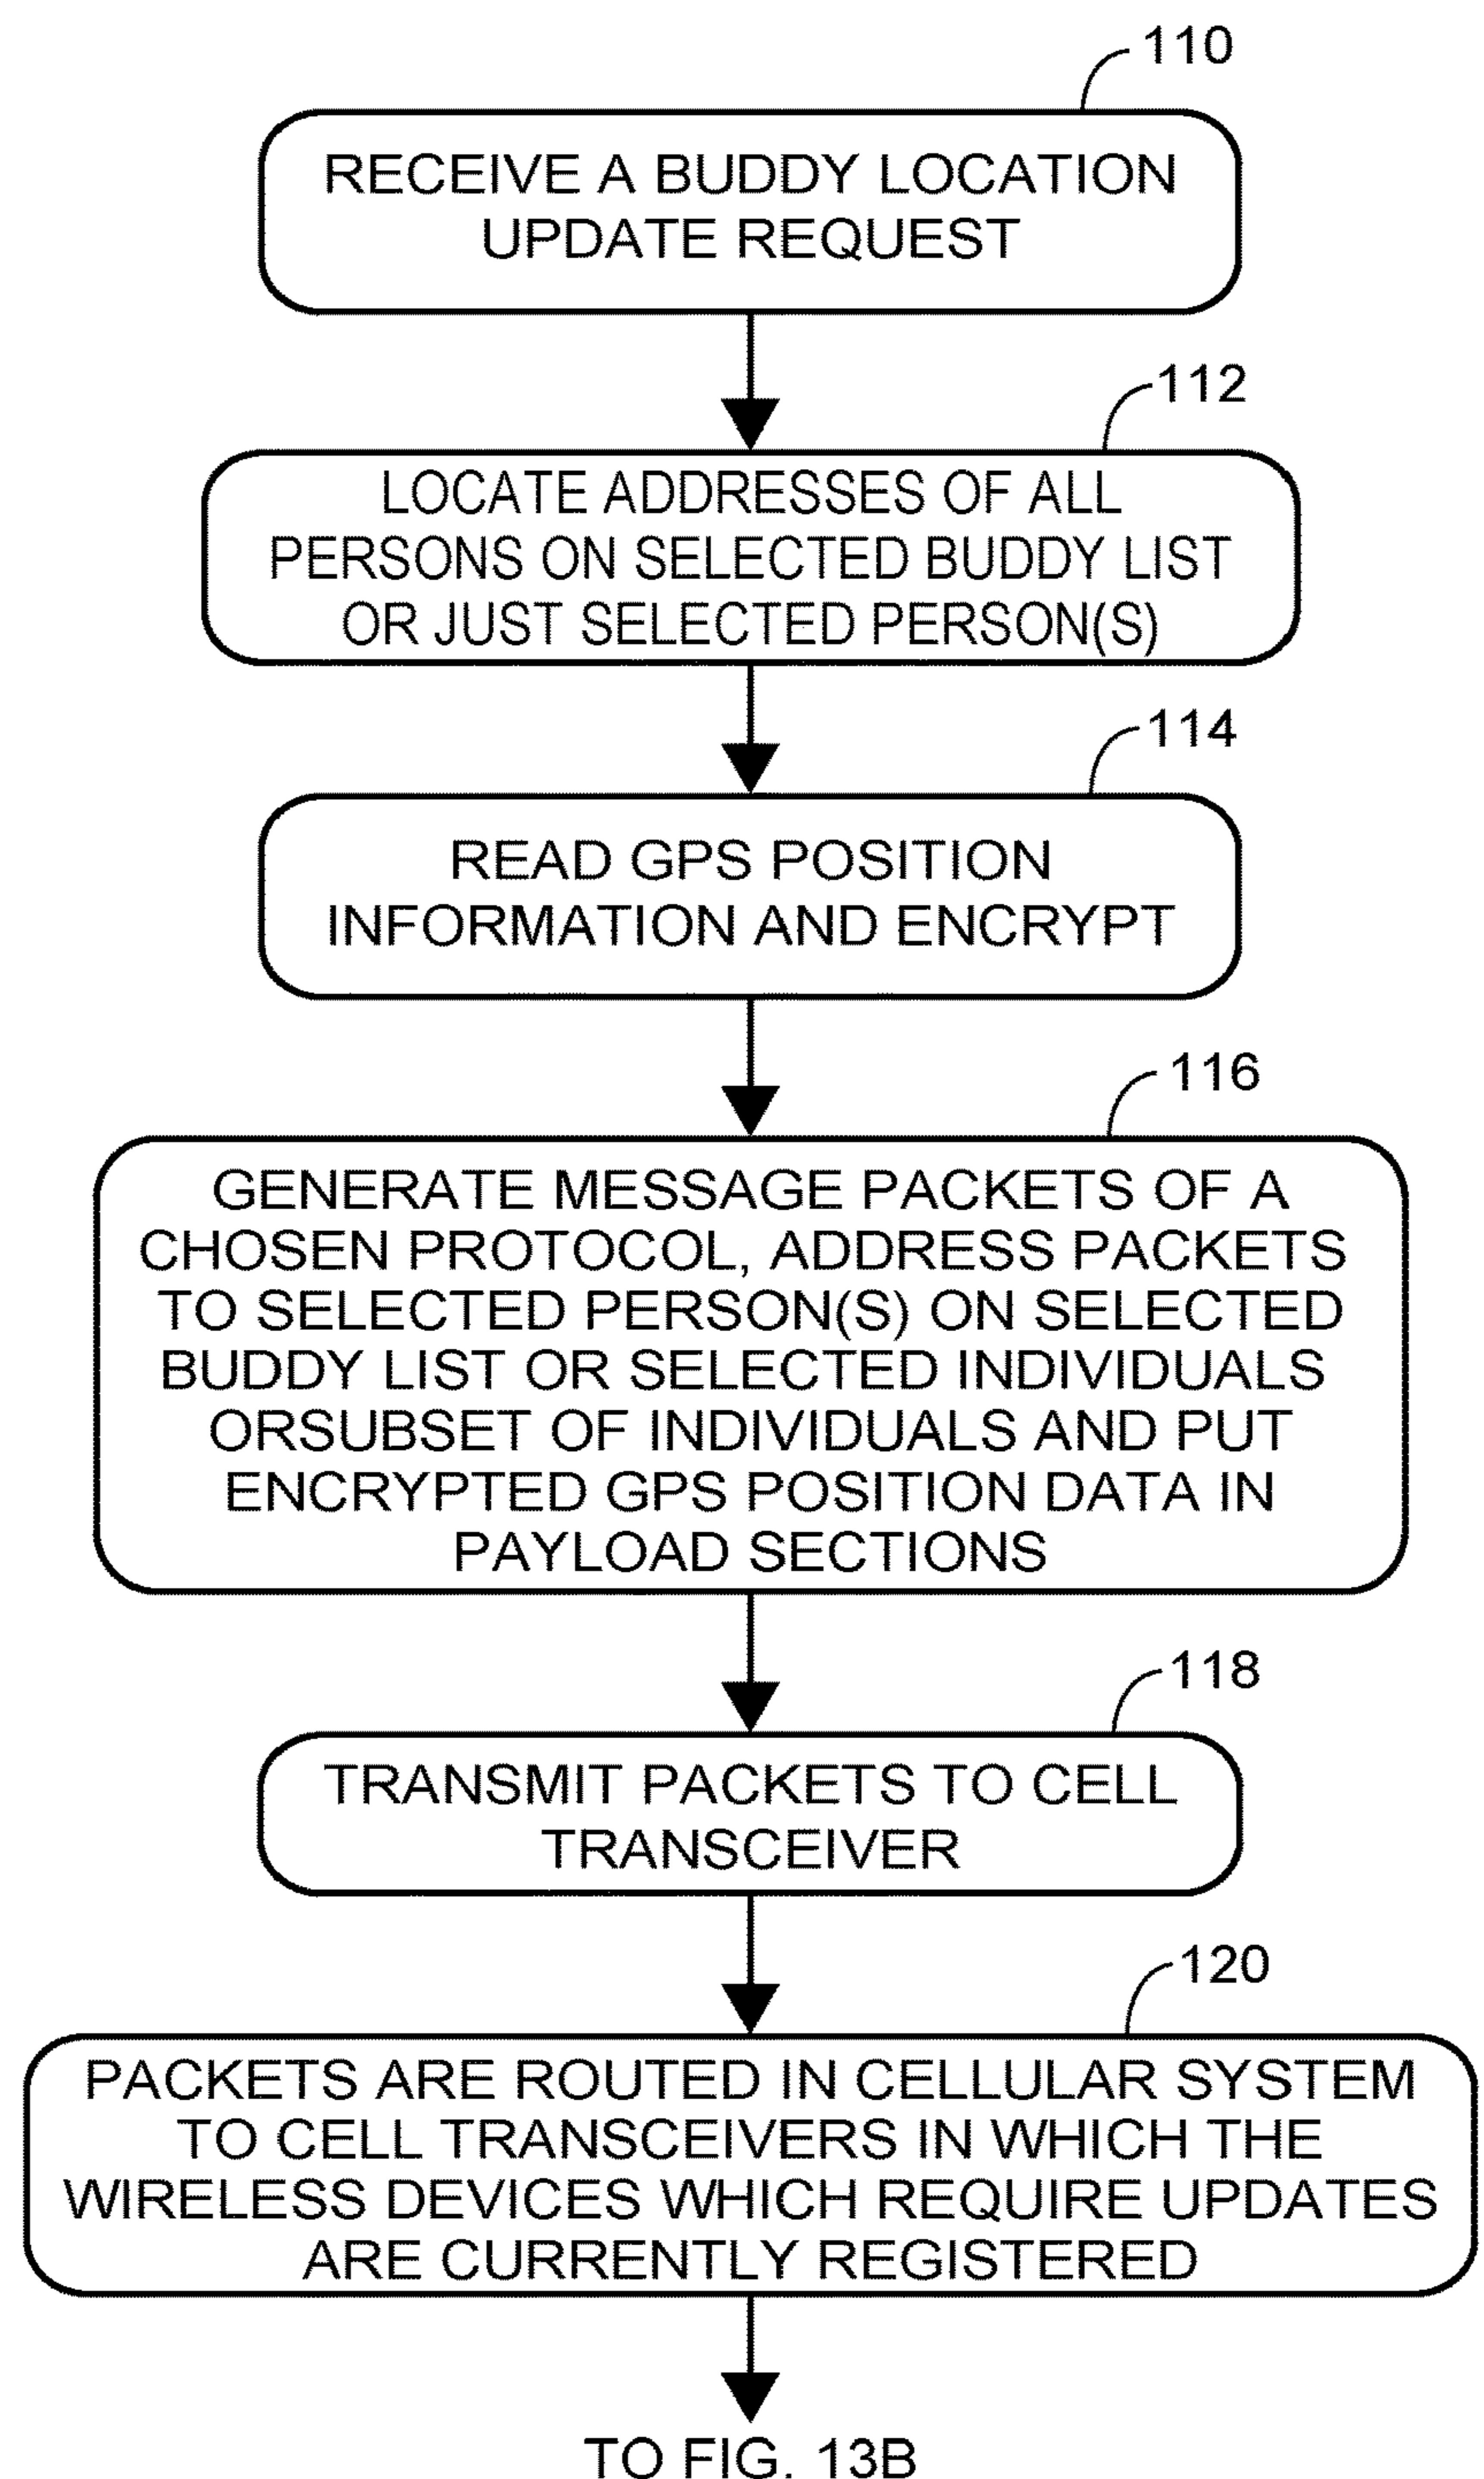 110
RECEIVE A BUDDY LOCATION
UPDATE REQUEST
112
LOCATE ADDRESSES OF ALL
PERSONS ON SELECTED BUDDY LIST
OR JUST SELECTED PERSON(S)
114
READ GPS POSITION
INFORMATION AND ENCRYPT
116
GENERATE MESSAGE PACKETS OF A
CHOSEN PROTOCOL, ADDRESS PACKETS
TO SELECTED PERSON(S) ON SELECTED
BUDDY LIST OR SELECTED INDIVIDUALS
ORSUBSET OF INDIVIDUALS AND PUT
ENCRYPTED GPS POSITION DATA IN
PAYLOAD SECTIONS
118
TRANSMIT PACKETS TO CELL
TRANSCEIVER
120
PACKETS ARE ROUTED IN CELLULAR SYSTEM
TO CELL TRANSCEIVERS IN WHICH THE
WIRELESS DEVICES WHICH REQUIRE UPDATES
ARE CURRENTLY REGISTERED
TO FIG. 13B